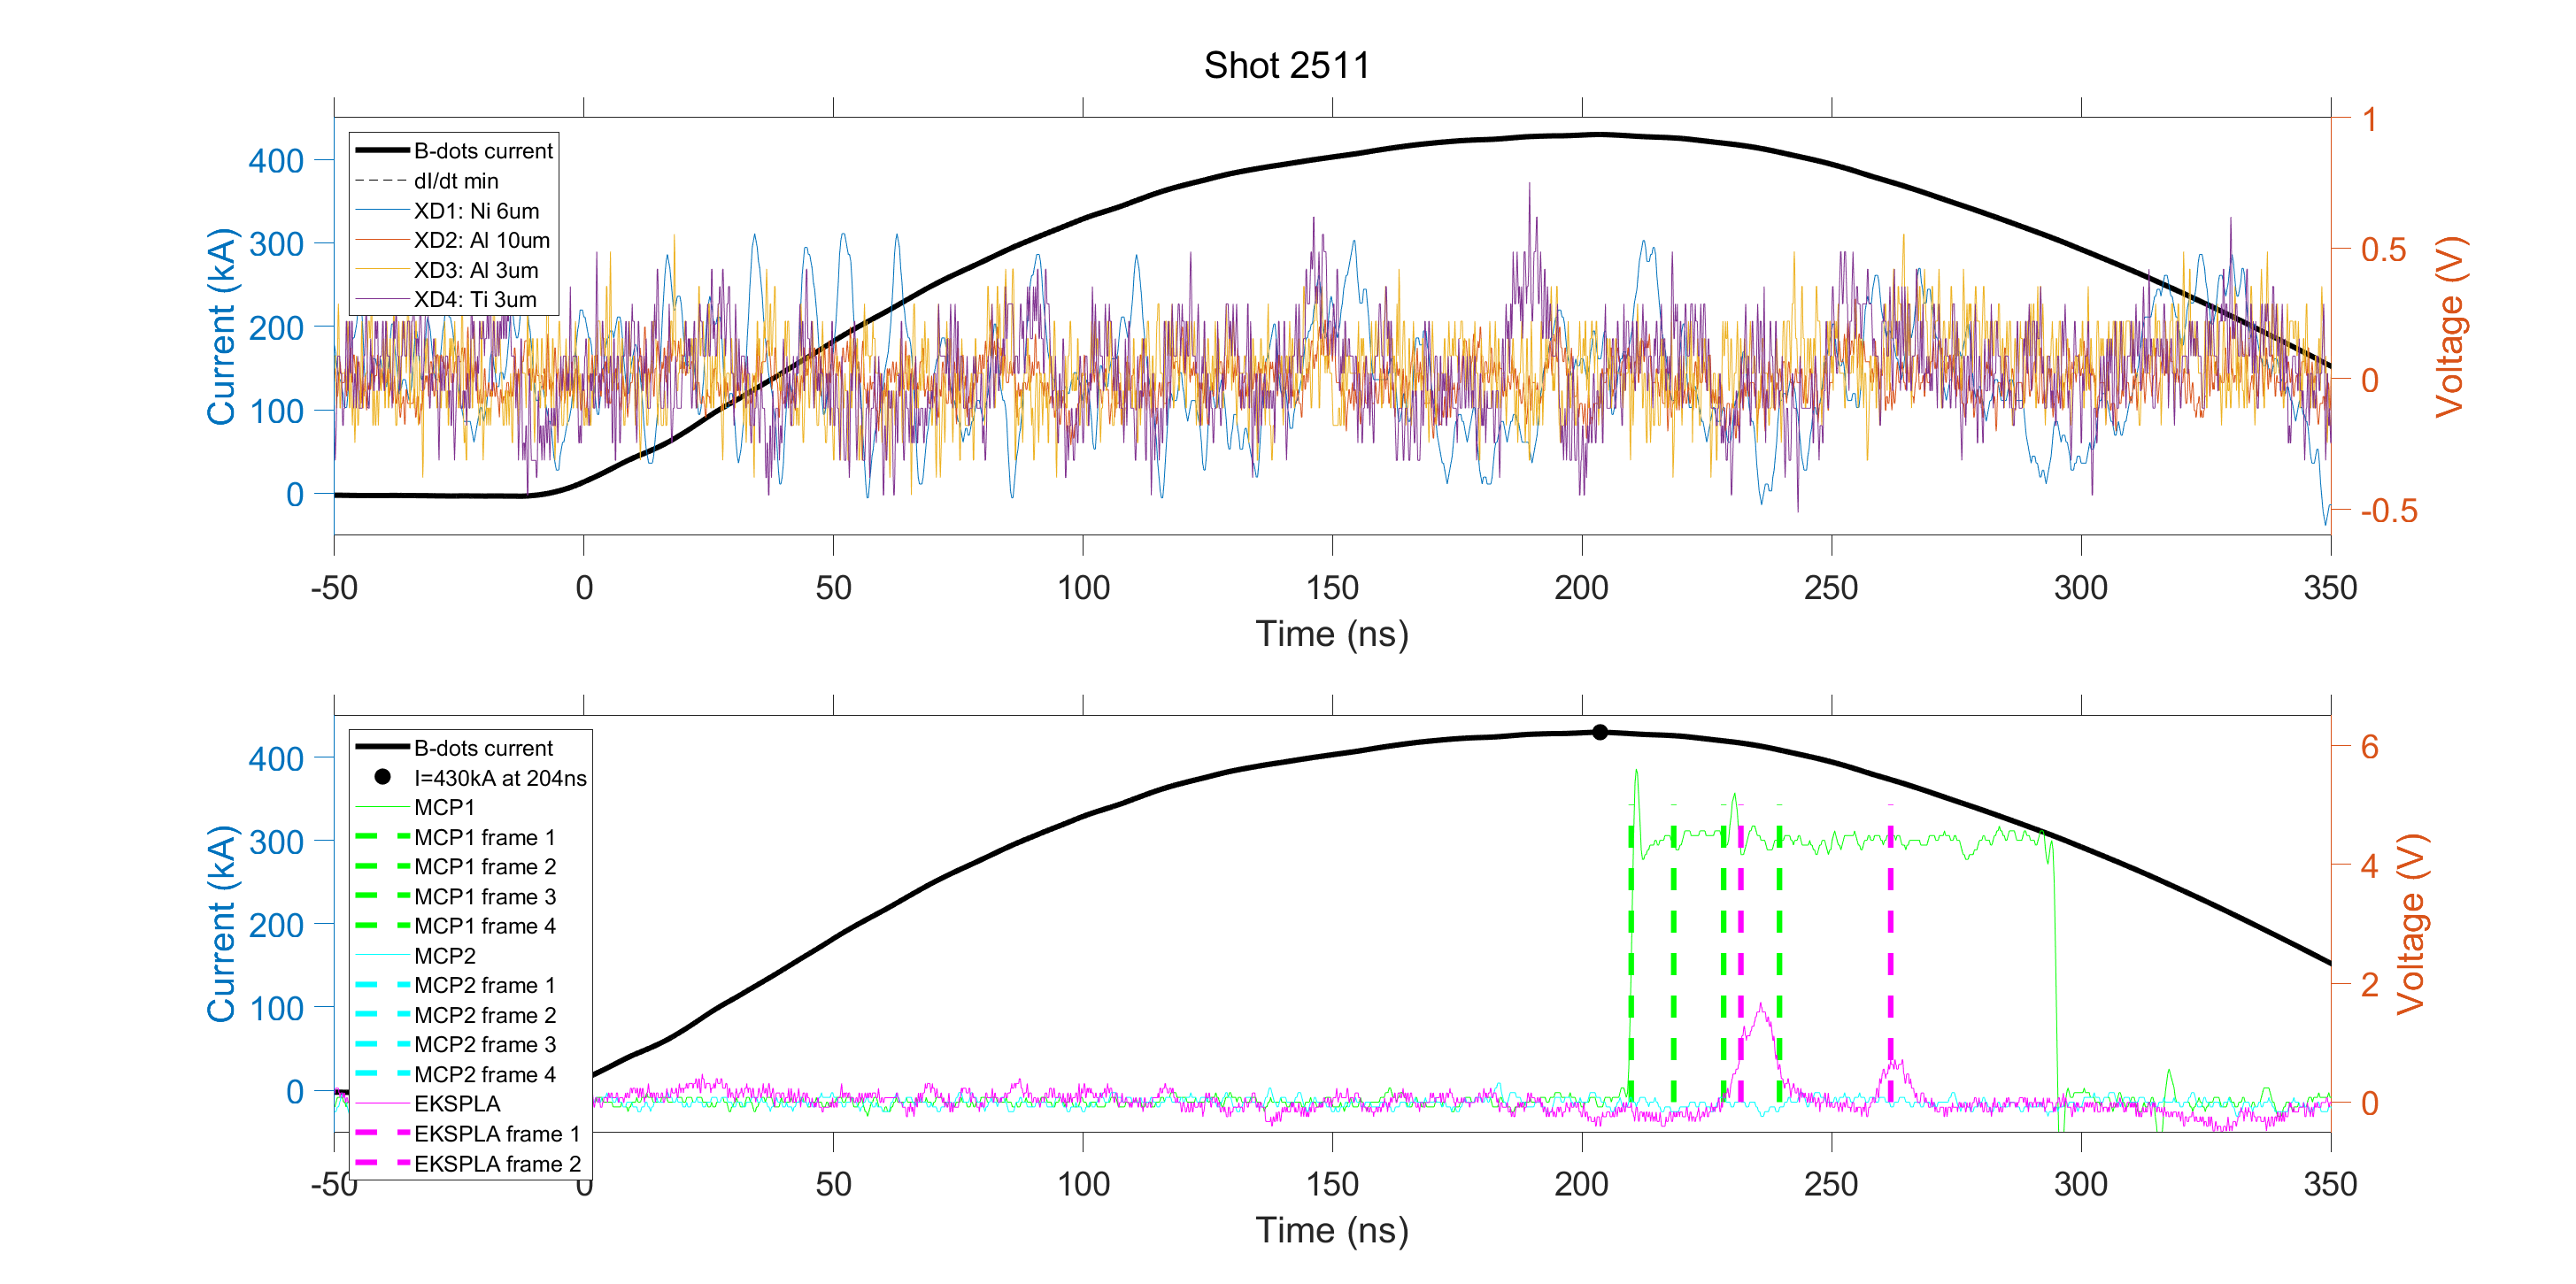 Shot 2511
B-dots current
dI/dt min
XD1: Ni 6um
XD2: Al 10um
XD3: Al 3um
XD4: Ti 3um
Current (kA)
400
300
200
100
0
1
0.5
0
-0.5
Voltage (V)
-50 0 50 100 150 200 250 300 350
Time (ns)
B-dots current
I=430kA at 204ns
MCP1
MCP1 frame 1
MCP1 frame 2
MCP1 frame 3
MCP1 frame 4
MCP2
MCP2 frame 1
MCP2 frame 2
MCP2 frame 3
MCP2 frame 4
EKSPLA
EKSPLA frame 1
EKSPLA frame 2
Current (kA)
400
300
200
100
0
6
4
2
0
Voltage (V)
-50 0 50 100 150 200 250 300 350
Time (ns)